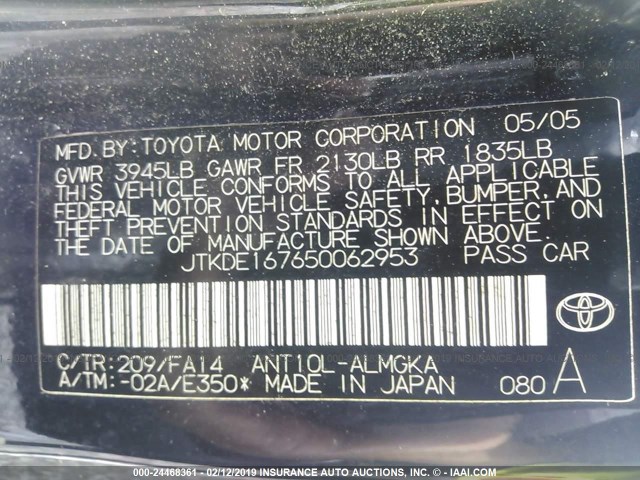 MFD.BY:TOYOTA MOTOR CORPORATION 05/05
GVWR 3945LB GAWR FR 2130LB RR 1835LB
THIS VEHICLE CONFORMS TO ALL APPLICABLE
FEDERAL MOTOR VEHICLE SAFETY,BUMPER,AND
THEFT PREVENTION STANDARDS IN EFFECT ON
THE DATE OF MANUFACTURE SHOWN ABOVE.
JTKDE167650062953 PASS CAR
C/TR:209/FA14 ANT10L-ALMGKA
A/TM:-02A/E350* MADE IN JAPAN 080 A
000-24468361 - 02/12/2019 INSURANCE AUTO AUCTIONS, INC. - IAAI.COM